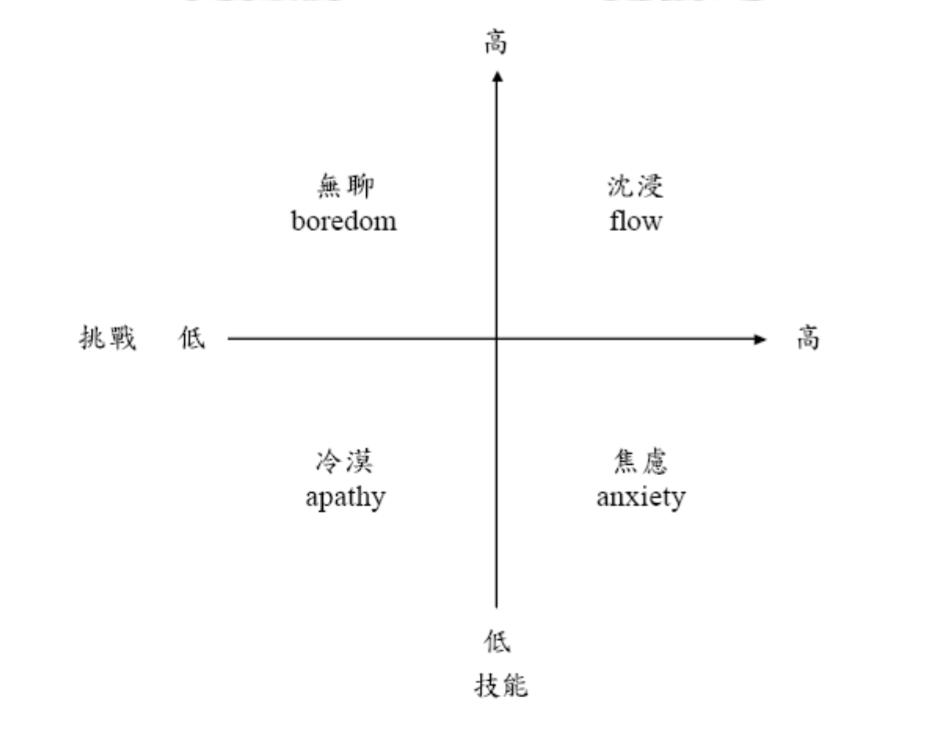 高
無聊 沈浸
boredom flow
挑戰 低 高
冷漠 焦慮
apathy anxiety
低
技能